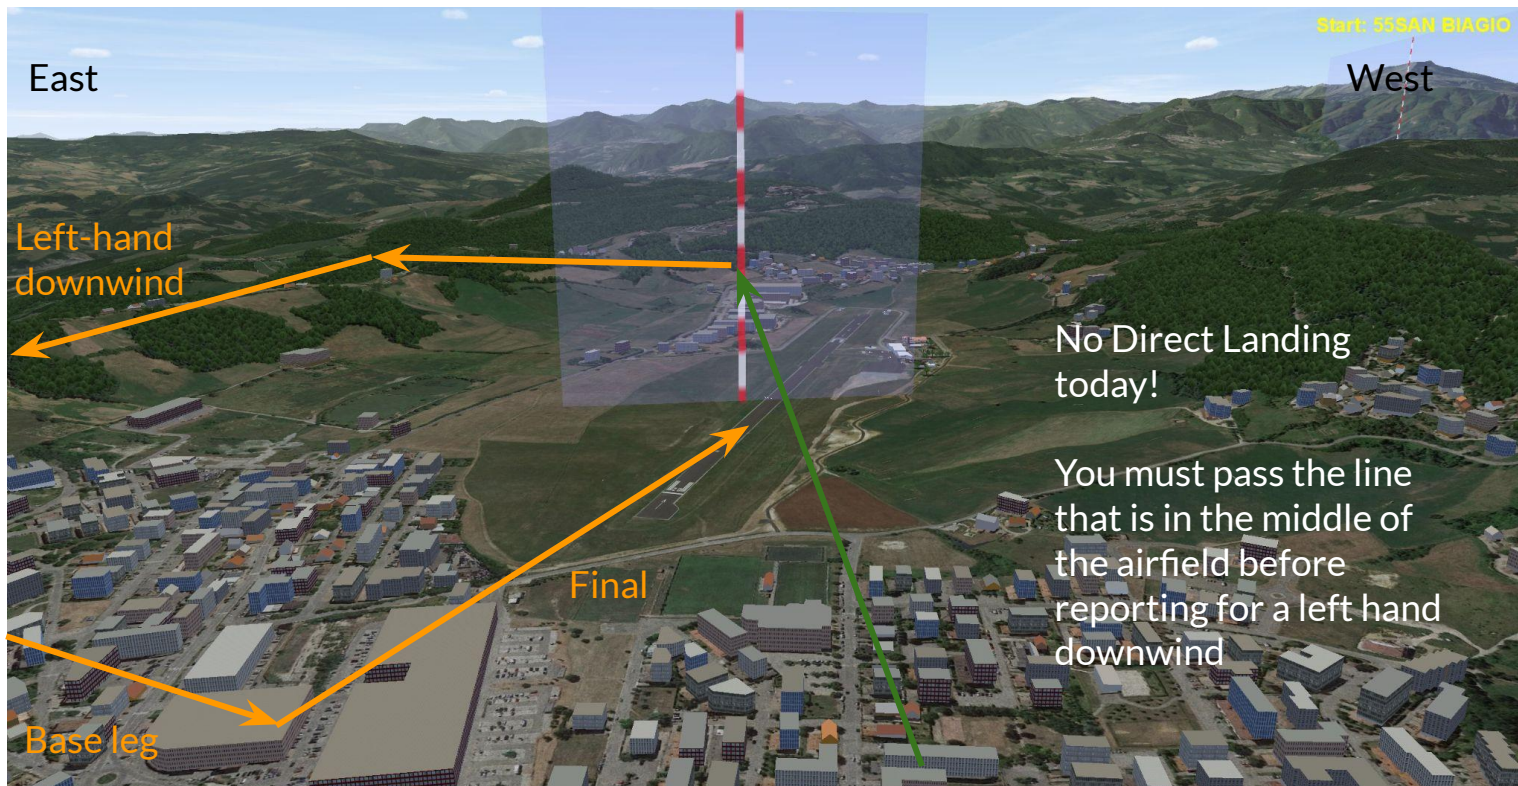 Start: 55SAN BIAGIO
East
West
Left-hand
downwind
No Direct Landing
today!
You must pass the line
that is in the middle of
the airfield before
reporting for a left hand
downwind
Final
Base leg